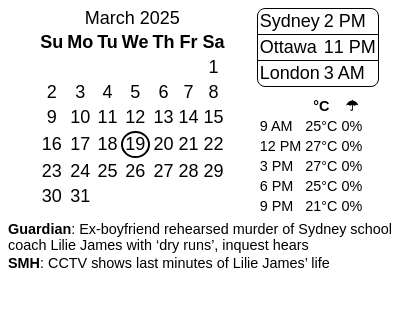 March 2025
Su Mo Tu We Th Fr Sa
1
2 3 4 5 6 7 8
9 10 11 12 13 14 15
16 17 18 19 20 21 22
23 24 25 26 27 28 29
30 31
Sydney 2 PM
Ottawa 11 PM
London 3 AM
°C ☂
9 AM 25°C 0%
12 PM 27°C 0%
3 PM 27°C 0%
6 PM 25°C 0%
9 PM 21°C 0%
Guardian: Ex-boyfriend rehearsed murder of Sydney school
coach Lilie James with ‘dry runs’, inquest hears
SMH: CCTV shows last minutes of Lilie James’ life